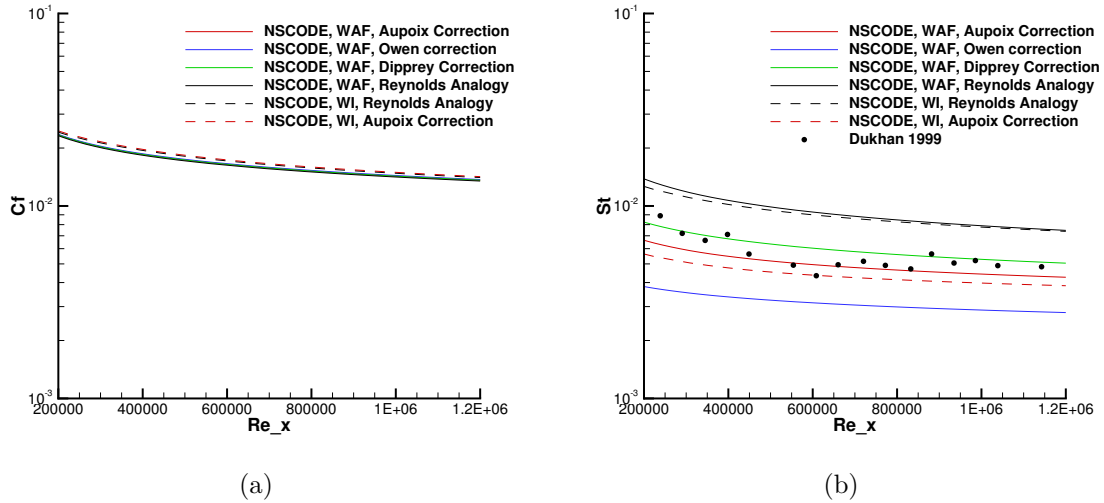 10^-1
NSCODE, WAF, Aupoix Correction
NSCODE, WAF, Owen correction
NSCODE, WAF, Dipprey Correction
NSCODE, WAF, Reynolds Analogy
NSCODE, WI, Reynolds Analogy
NSCODE, WI, Aupoix Correction
Cf
10^-2
10^-3
200000 400000 600000 800000 1E+06 1.2E+06
Re_x
(a)
10^-1
NSCODE, WAF, Aupoix Correction
NSCODE, WAF, Owen correction
NSCODE, WAF, Dipprey Correction
NSCODE, WAF, Reynolds Analogy
NSCODE, WI, Reynolds Analogy
NSCODE, WI, Aupoix Correction
Dukhan 1999
St
10^-2
10^-3
200000 400000 600000 800000 1E+06 1.2E+06
Re_x
(b)